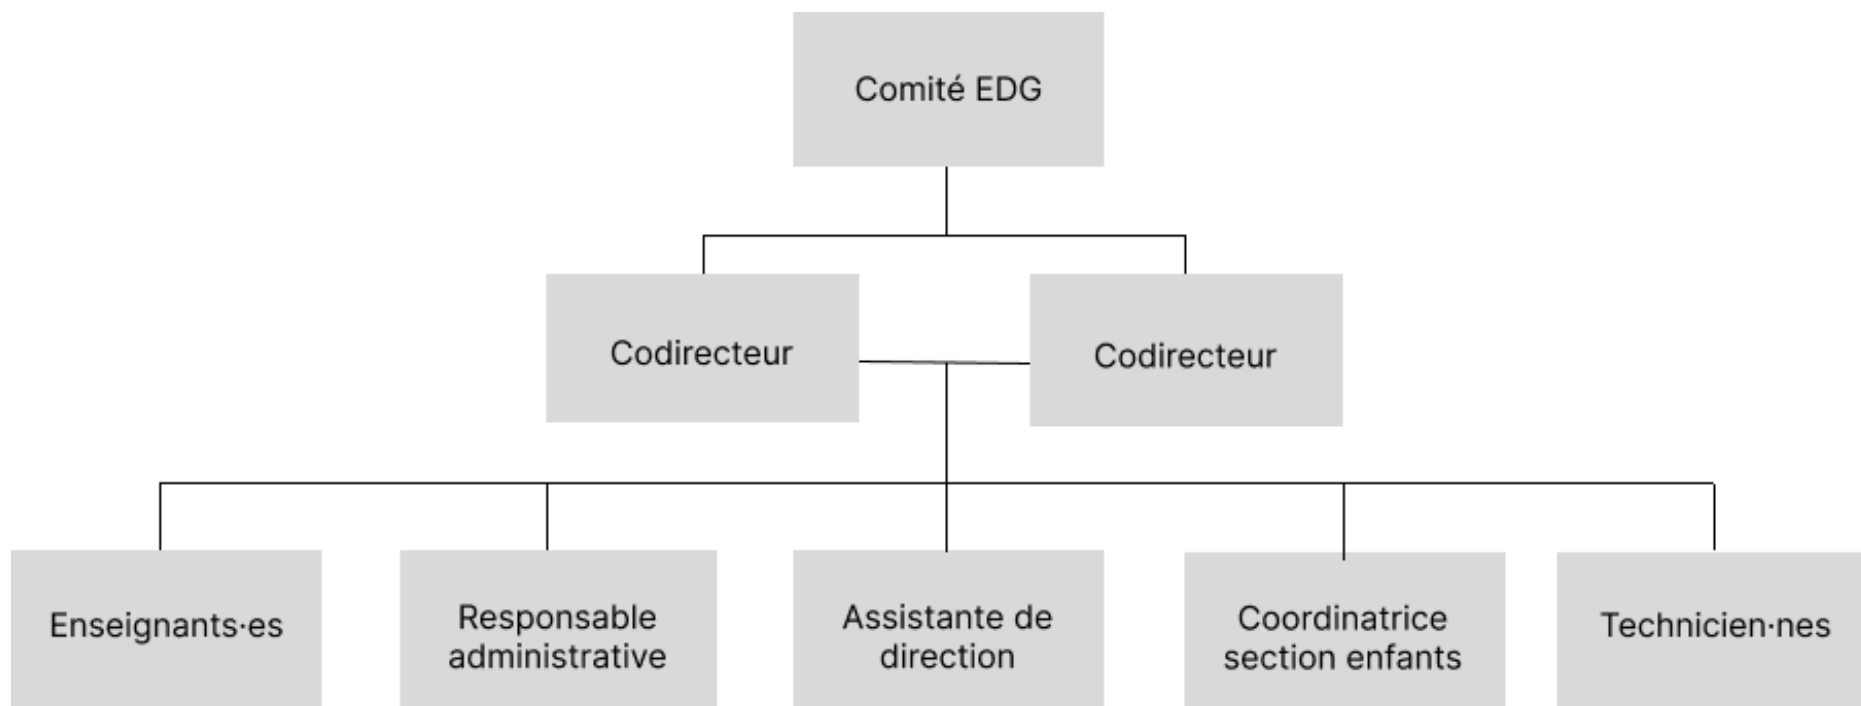 Comité EDG
Codirecteur
Codirecteur
Enseignants·es
Responsable
administrative
Assistante de
direction
Coordinatrice
section enfants
Technicien·nes